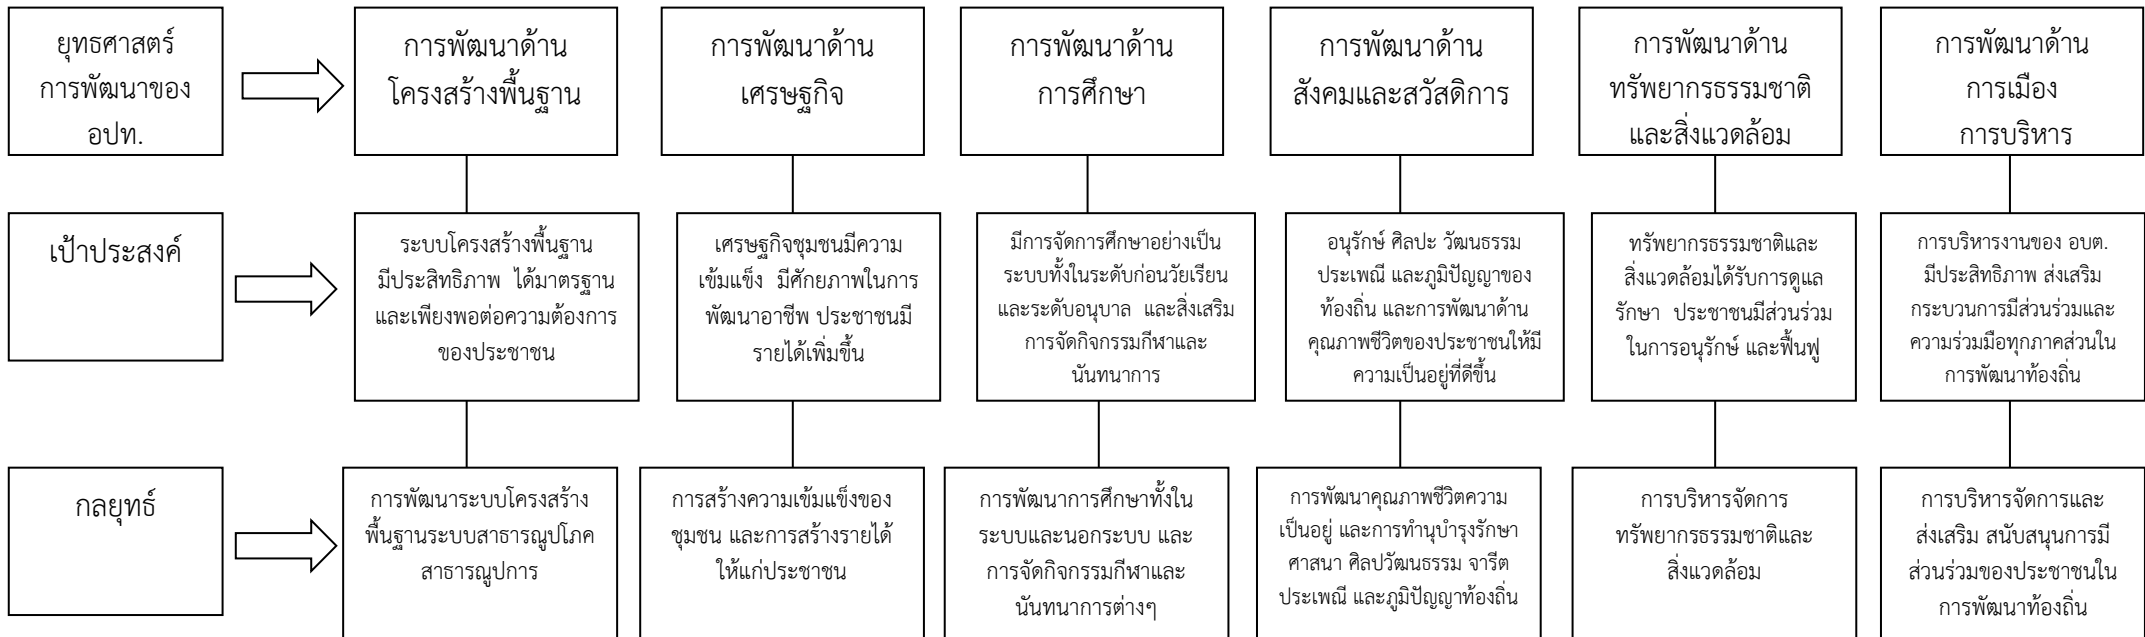 ยุทธศาสตร์
การพัฒนาของ
อปท.
การพัฒนาด้าน
โครงสร้างพื้นฐาน
การพัฒนาด้าน
เศรษฐกิจ
การพัฒนาด้าน
การศึกษา
การพัฒนาด้าน
สังคมและสวัสดิการ
การพัฒนาด้าน
ทรัพยากรธรรมชาติ
และสิ่งแวดล้อม
การพัฒนาด้าน
การเมือง
การบริหาร
เป้าประสงค์
ระบบโครงสร้างพื้นฐาน
มีประสิทธิภาพ ได้มาตรฐาน
และเพียงพอต่อความต้องการ
ของประชาชน
เศรษฐกิจชุมชนมีความ
เข้มแข็ง มีศักยภาพในการ
พัฒนาอาชีพ ประชาชนมี
รายได้เพิ่มขึ้น
มีการจัดการศึกษาอย่างเป็น
ระบบทั้งในระดับก่อนวัยเรียน
และระดับอนุบาล และสิ่งเสริม
การจัดกิจกรรมกีฬาและ
นันทนาการ
อนุรักษ์ ศิลปะ วัฒนธรรม
ประเพณี และภูมิปัญญาของ
ท้องถิ่น และการพัฒนาด้าน
คุณภาพชีวิตของประชาชนให้มี
ความเป็นอยู่ที่ดีขึ้น
ทรัพยากรธรรมชาติและ
สิ่งแวดล้อมได้รับการดูแล
รักษา ประชาชนมีส่วนร่วม
ในการอนุรักษ์ และฟื้นฟู
การบริหารงานของ อบต.
มีประสิทธิภาพ ส่งเสริม
กระบวนการมีส่วนร่วมและ
ความร่วมมือทุกภาคส่วนใน
การพัฒนาท้องถิ่น
กลยุทธ์
การพัฒนาระบบโครงสร้าง
พื้นฐานระบบสาธารณูปโภค
สาธารณูปการ
การสร้างความเข้มแข็งของ
ชุมชน และการสร้างรายได้
ให้แก่ประชาชน
การพัฒนาการศึกษาทั้งใน
ระบบและนอกระบบ และ
การจัดกิจกรรมกีฬาและ
นันทนาการต่างๆ
การพัฒนาคุณภาพชีวิตความ
เป็นอยู่ และการทำนุบำรุงรักษา
ศาสนา ศิลปวัฒนธรรม จารีต
ประเพณี และภูมิปัญญาท้องถิ่น
การบริหารจัดการ
ทรัพยากรธรรมชาติและ
สิ่งแวดล้อม
การบริหารจัดการและ
ส่งเสริม สนับสนุนการมี
ส่วนร่วมของประชาชนใน
การพัฒนาท้องถิ่น